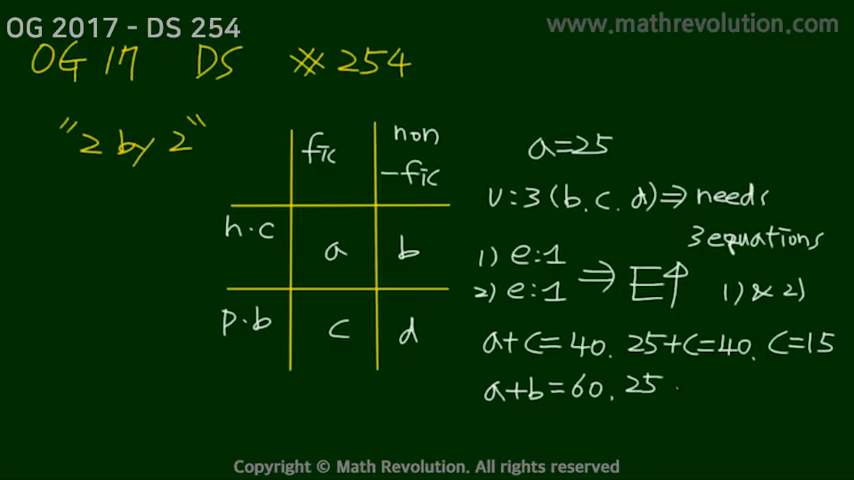 OG 2017 - DS 254
www.mathrevolution.com
OG 17 DS ※ 254
"2 by 2"
fic
non
-fic
h.c
a
b
p.b
c
d
a=25
v:3(b,c,d)⇒ needs
3equations
1) e:1
2) e:1
⇒ E↑ 1)&2)
a+c=40. 25+c=40. c=15
a+b=60. 25
Copyright © Math Revolution. All rights reserved